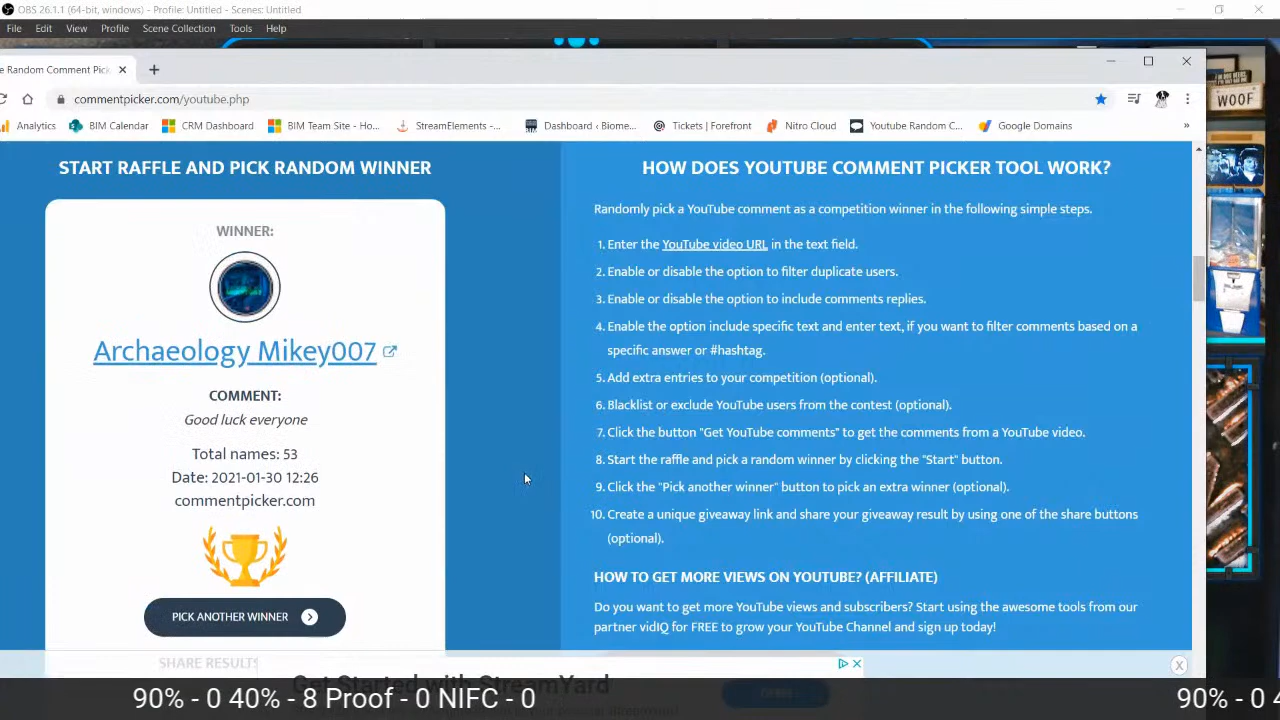 OBS 26.1.1 (64-bit, windows) - Profile: Untitled - Scenes: Untitled
File Edit View Profile Scene Collection Tools Help
e Random Comment Pick
commentpicker.com/youtube.php
Analytics BIM Calendar CRM Dashboard BIM Team Site - Ho... StreamElements -... Dashboard ‹ Biome... Tickets | Forefront Nitro Cloud Youtube Random C... Google Domains »
WOOF
START RAFFLE AND PICK RANDOM WINNER
WINNER:
Archaeology Mikey007
COMMENT:
Good luck everyone
Total names: 53
Date: 2021-01-30 12:26
commentpicker.com
PICK ANOTHER WINNER
SHARE RESULTS
HOW DOES YOUTUBE COMMENT PICKER TOOL WORK?
Randomly pick a YouTube comment as a competition winner in the following simple steps.
1. Enter the YouTube video URL in the text field.
2. Enable or disable the option to filter duplicate users.
3. Enable or disable the option to include comments replies.
4. Enable the option include specific text and enter text, if you want to filter comments based on a
specific answer or #hashtag.
5. Add extra entries to your competition (optional).
6. Blacklist or exclude YouTube users from the contest (optional).
7. Click the button "Get YouTube comments" to get the comments from a YouTube video.
8. Start the raffle and pick a random winner by clicking the "Start" button.
9. Click the "Pick another winner" button to pick an extra winner (optional).
10. Create a unique giveaway link and share your giveaway result by using one of the share buttons
(optional).
HOW TO GET MORE VIEWS ON YOUTUBE? (AFFILIATE)
Do you want to get more YouTube views and subscribers? Start using the awesome tools from our
partner vidIQ for FREE to grow your YouTube Channel and sign up today!
Get Started with StreamYard
90% - 0 40% - 8 Proof - 0 NIFC - 0
90% - 0 4